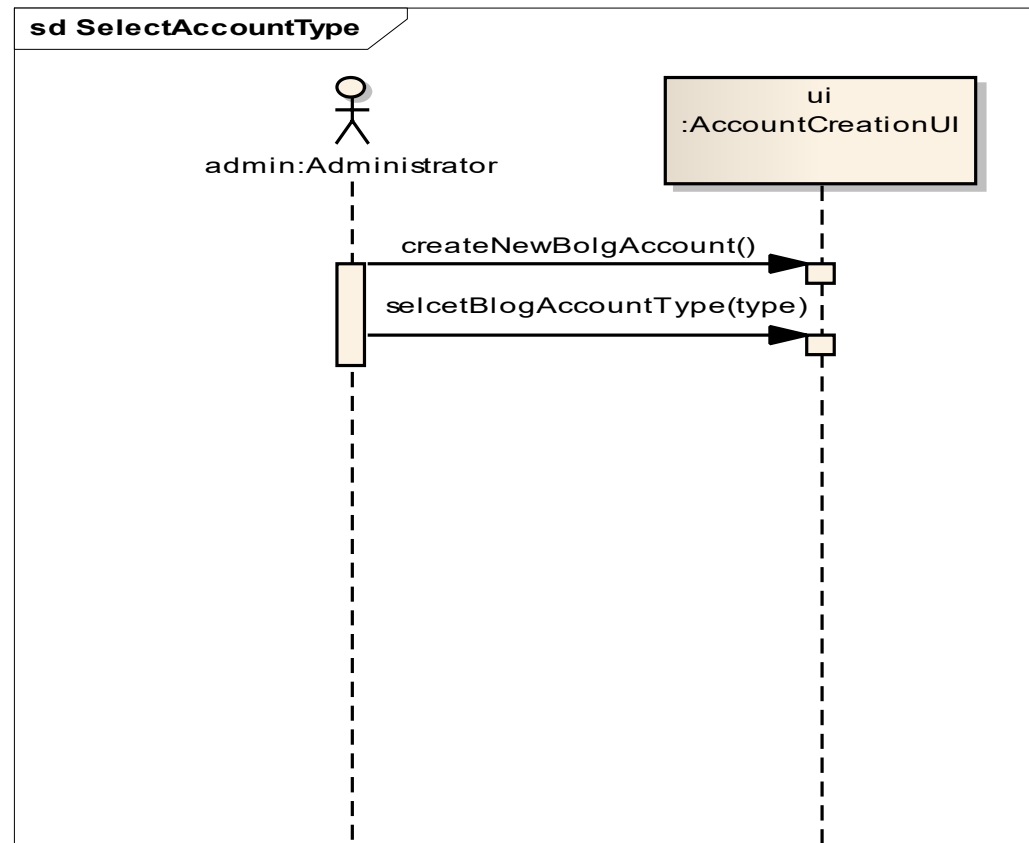 sd SelectAccountType
ui
:AccountCreationUI
admin:Administrator
createNewBolgAccount()
selcetBlogAccountType(type)